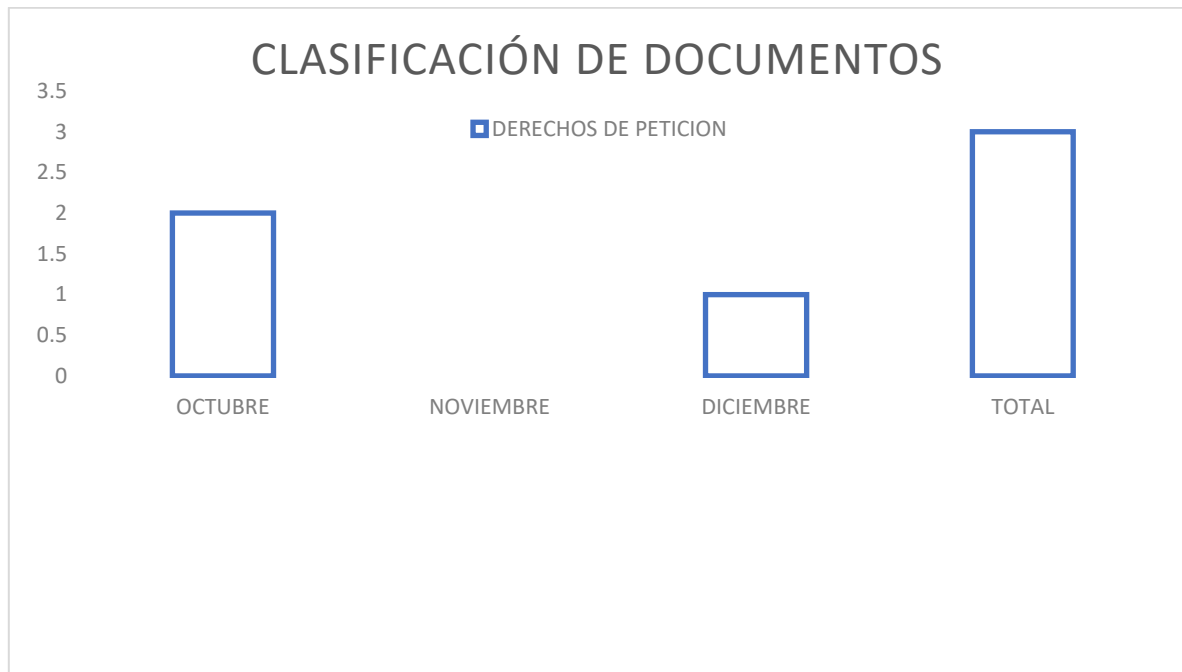 CLASIFICACIÓN DE DOCUMENTOS
3.5
DERECHOS DE PETICION
3
2.5
2
1.5
1
0.5
0
OCTUBRE NOVIEMBRE DICIEMBRE TOTAL